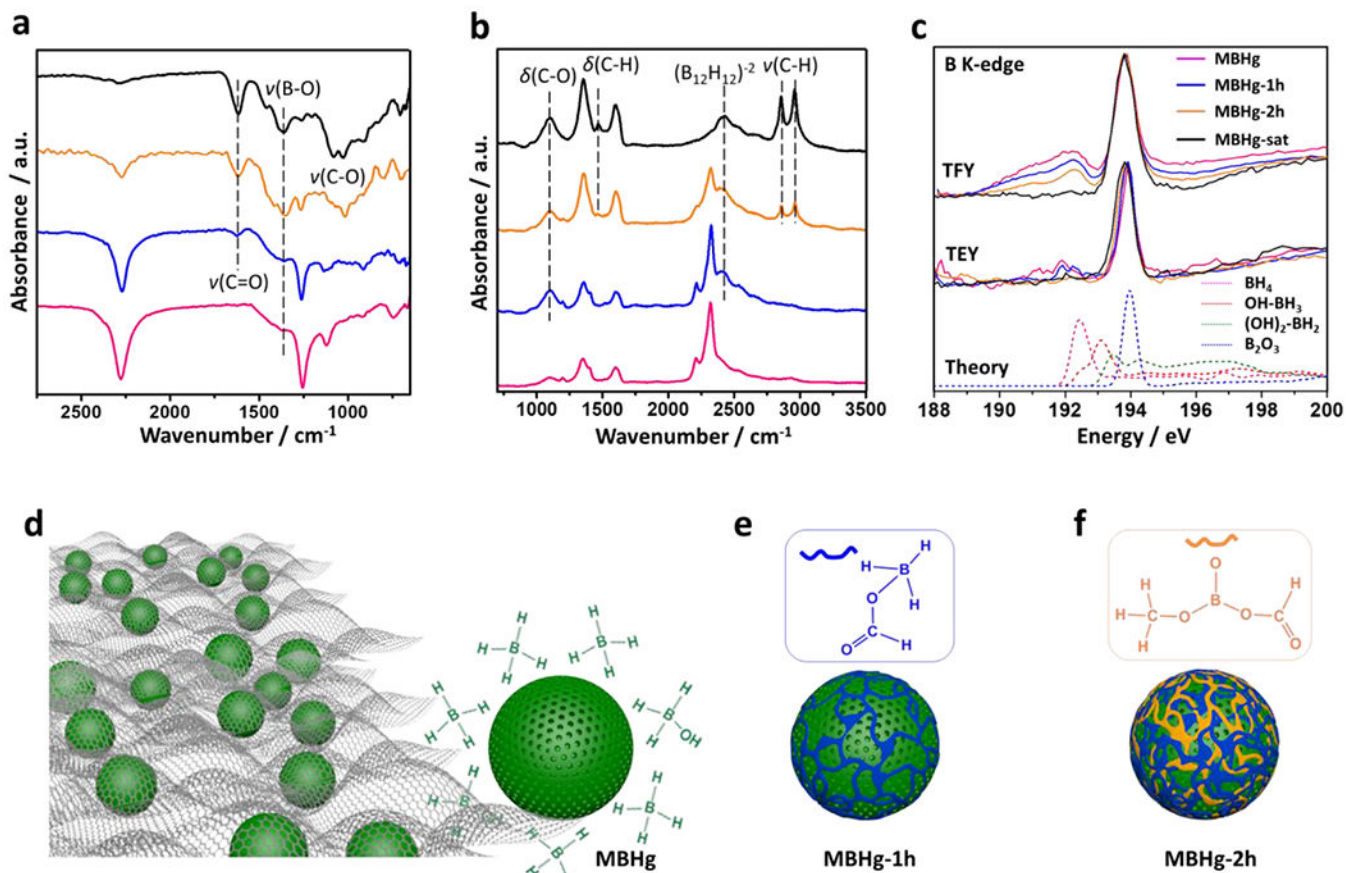 a
Absorbance / a.u.
ν(B-O)
ν(C-O)
ν(C=O)
2500 2000 1500 1000
Wavenumber / cm⁻¹
b
Absorbance / a.u.
δ(C-O)
δ(C-H)
(B₁₂H₁₂)⁻²
ν(C-H)
1000 1500 2000 2500 3000 3500
Wavenumber / cm⁻¹
c
B K-edge
MBHg
MBHg-1h
MBHg-2h
MBHg-sat
TFY
TEY
BH₄
OH-BH₃
(OH)₂-BH₂
B₂O₃
Theory
188 190 192 194 196 198 200
Energy / eV
d
H
H B H
H
H
H B H
H
H
B H
H
H
H
H B
OH
H
H
H B
H
H
H
H B
H
H
H B H
MBHg
e
H
H B
H
O
C
O H
MBHg-1h
f
O
H B H
H C O O C
H O
MBHg-2h